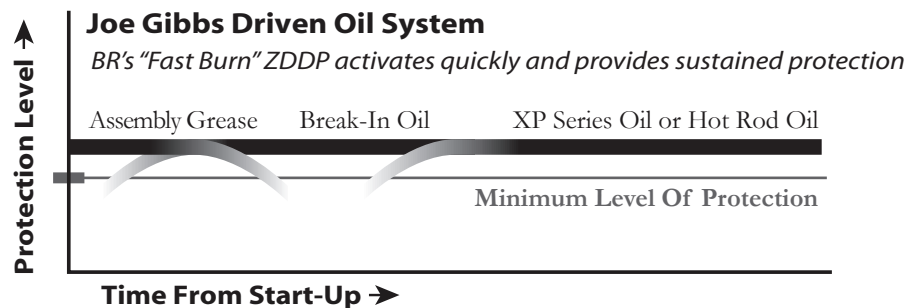 Joe Gibbs Driven Oil System
BR's “Fast Burn” ZDDP activates quickly and provides sustained protection
Protection Level
Assembly Grease
Break-In Oil
XP Series Oil or Hot Rod Oil
Minimum Level Of Protection
Time From Start-Up